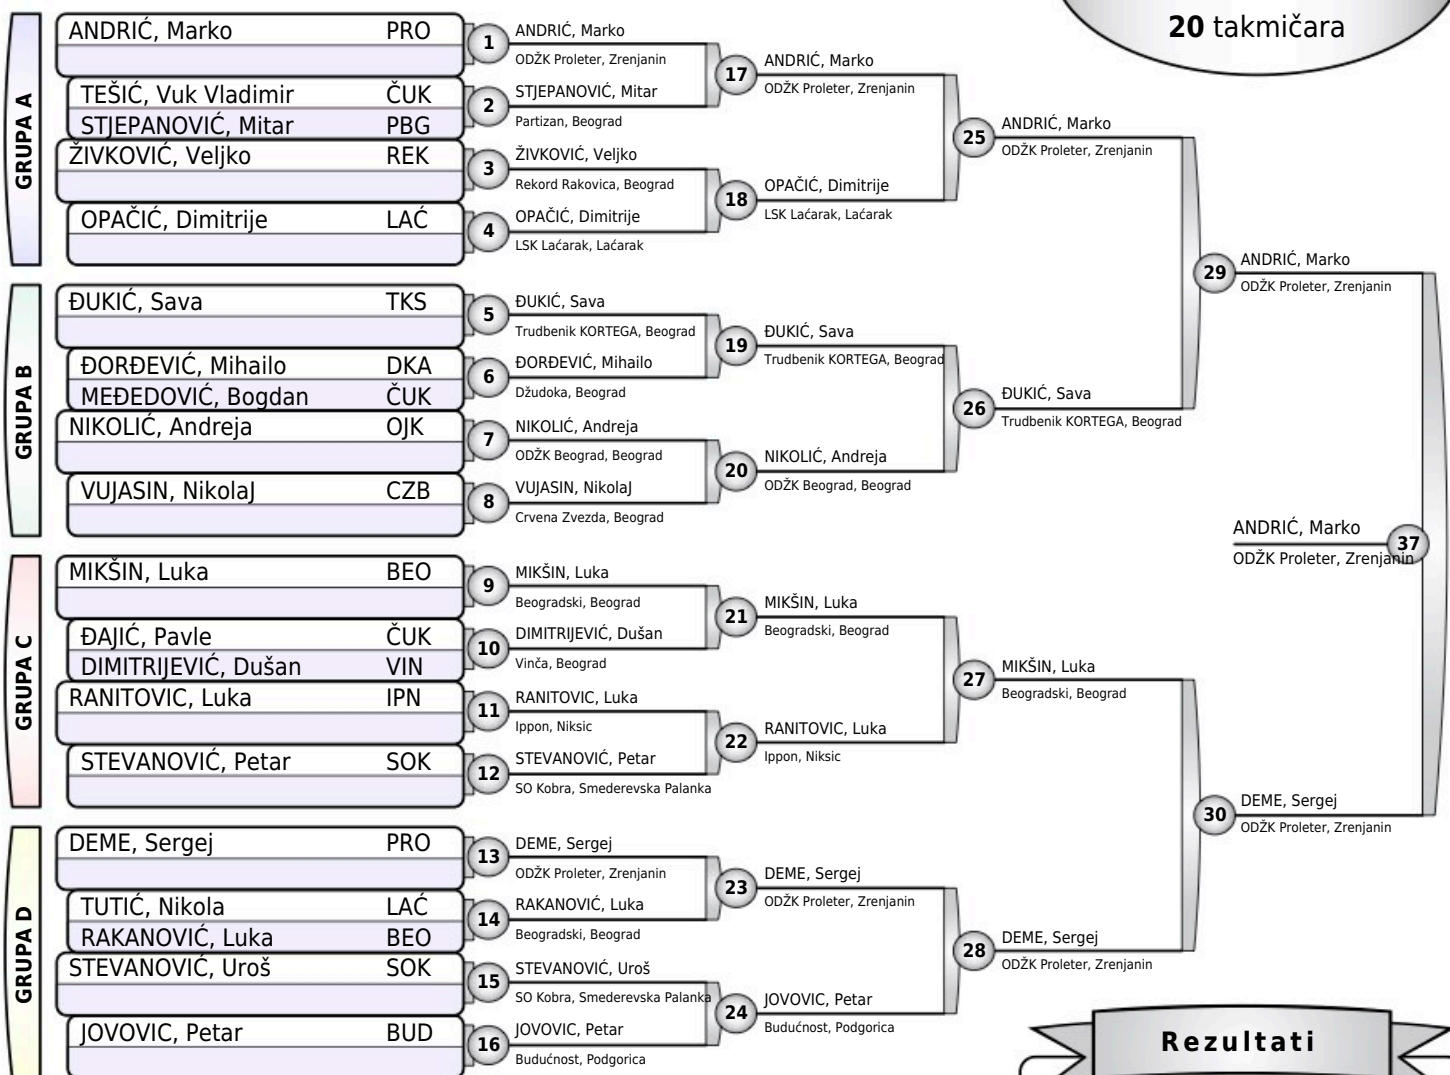 20 takmičara
GRUPA A
ANDRIĆ, Marko PRO
TEŠIĆ, Vuk Vladimir ČUK
STJEPANOVIĆ, Mitar PBG
ŽIVKOVIĆ, Veljko REK
OPAČIĆ, Dimitrije LAĆ
1 ANDRIĆ, Marko
ODŽK Proleter, Zrenjanin
2 STJEPANOVIĆ, Mitar
Partizan, Beograd
3 ŽIVKOVIĆ, Veljko
Rekord Rakovica, Beograd
4 OPAČIĆ, Dimitrije
LSK Laćarak, Laćarak
17 ANDRIĆ, Marko
ODŽK Proleter, Zrenjanin
18 OPAČIĆ, Dimitrije
LSK Laćarak, Laćarak
25 ANDRIĆ, Marko
ODŽK Proleter, Zrenjanin
GRUPA B
ĐUKIĆ, Sava TKS
ĐORĐEVIĆ, Mihailo DKA
MEĐEDOVIĆ, Bogdan ČUK
NIKOLIĆ, Andreja OJK
VUJASIN, NikolaJ CZB
5 ĐUKIĆ, Sava
Trudbenik KORTEGA, Beograd
6 ĐORĐEVIĆ, Mihailo
Džudoka, Beograd
7 NIKOLIĆ, Andreja
ODŽK Beograd, Beograd
8 VUJASIN, NikolaJ
Crvena Zvezda, Beograd
19 ĐUKIĆ, Sava
Trudbenik KORTEGA, Beograd
20 NIKOLIĆ, Andreja
ODŽK Beograd, Beograd
26 ĐUKIĆ, Sava
Trudbenik KORTEGA, Beograd
29 ANDRIĆ, Marko
ODŽK Proleter, Zrenjanin
GRUPA C
MIKŠIN, Luka BEO
ĐAJIĆ, Pavle ČUK
DIMITRIJEVIĆ, Dušan VIN
RANITOVIC, Luka IPN
STEVANOVIĆ, Petar SOK
9 MIKŠIN, Luka
Beogradski, Beograd
10 DIMITRIJEVIĆ, Dušan
Vinča, Beograd
11 RANITOVIC, Luka
Ippon, Niksic
12 STEVANOVIĆ, Petar
SO Kobra, Smederevska Palanka
21 MIKŠIN, Luka
Beogradski, Beograd
22 RANITOVIC, Luka
Ippon, Niksic
27 MIKŠIN, Luka
Beogradski, Beograd
GRUPA D
DEME, Sergej PRO
TUTIĆ, Nikola LAĆ
RAKANOVIĆ, Luka BEO
STEVANOVIĆ, Uroš SOK
JOVOVIC, Petar BUD
13 DEME, Sergej
ODŽK Proleter, Zrenjanin
14 RAKANOVIĆ, Luka
Beogradski, Beograd
15 STEVANOVIĆ, Uroš
SO Kobra, Smederevska Palanka
16 JOVOVIC, Petar
Budućnost, Podgorica
23 DEME, Sergej
ODŽK Proleter, Zrenjanin
24 JOVOVIC, Petar
Budućnost, Podgorica
28 DEME, Sergej
ODŽK Proleter, Zrenjanin
30 DEME, Sergej
ODŽK Proleter, Zrenjanin
ANDRIĆ, Marko 37
ODŽK Proleter, Zrenjanin
Rezultati